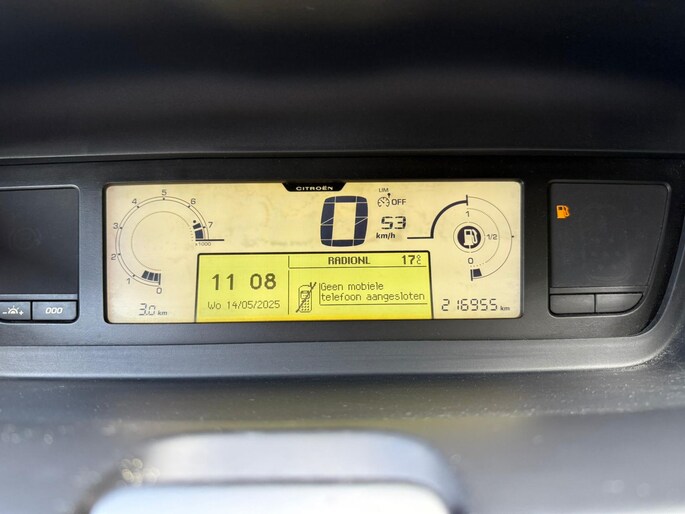 CITROËN
LIM
OFF
0
53
km/h
0
1
2
3
4
5
6
7
x1000
1
1/2
0
RADIONL 17°C
11 08
Wo 14/05/2025
Geen mobiele
telefoon aangesloten
3.0 km
216955 km
000